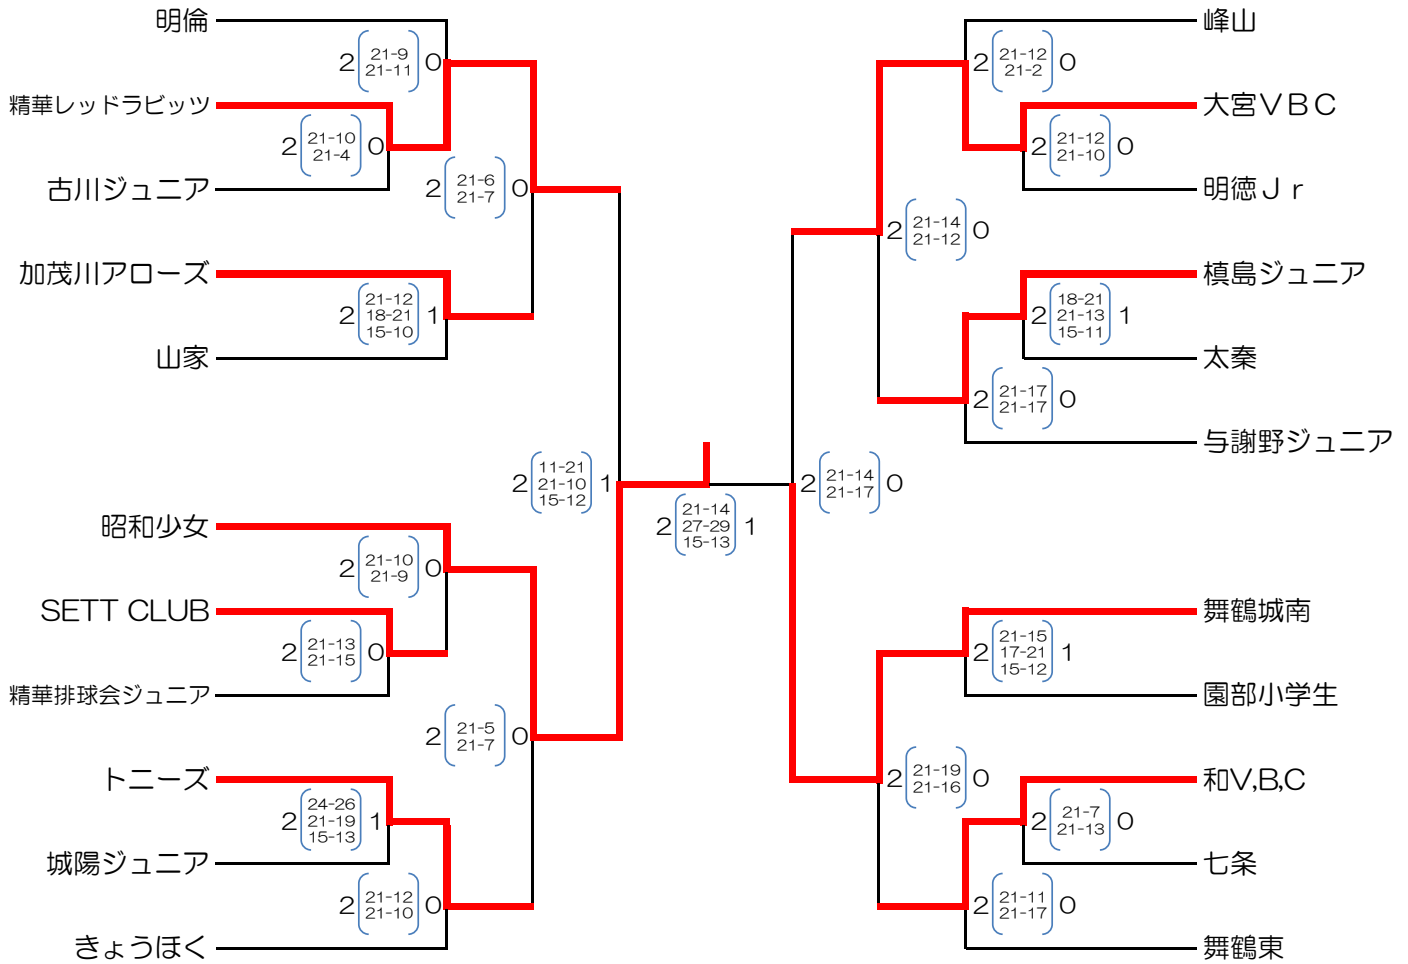 明倫
2 21-9 0
21-11
精華レッドラビッツ
2 21-10 0
21-4
古川ジュニア
2 21-6 0
21-7
加茂川アローズ
2 21-12 1
18-21
15-10
山家
2 11-21 1
21-10
15-12
昭和少女
2 21-10 0
21-9
SETT CLUB
2 21-13 0
21-15
精華排球会ジュニア
2 21-5 0
21-7
トニーズ
2 24-26 1
21-19
15-13
城陽ジュニア
2 21-12 0
21-10
きょうほく
2 21-14 1
27-29
15-13
峰山
2 21-12 0
21-2
大宮ＶＢＣ
2 21-12 0
21-10
明徳Ｊｒ
2 21-14 0
21-12
槙島ジュニア
2 18-21 1
21-13
15-11
太秦
2 21-17 0
21-17
与謝野ジュニア
2 21-14 0
21-17
舞鶴城南
2 21-15 1
17-21
15-12
園部小学生
2 21-19 0
21-16
和V,B,C
2 21-7 0
21-13
七条
2 21-11 0
21-17
舞鶴東